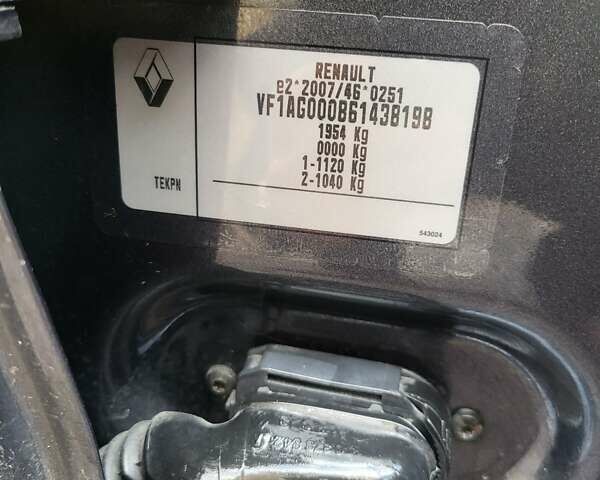 RENAULT
e2*2007/46*0251
VF1AG000B61438198
1954 Kg
0000 Kg
1-1120 Kg
2-1040 Kg
TEKPN
543024